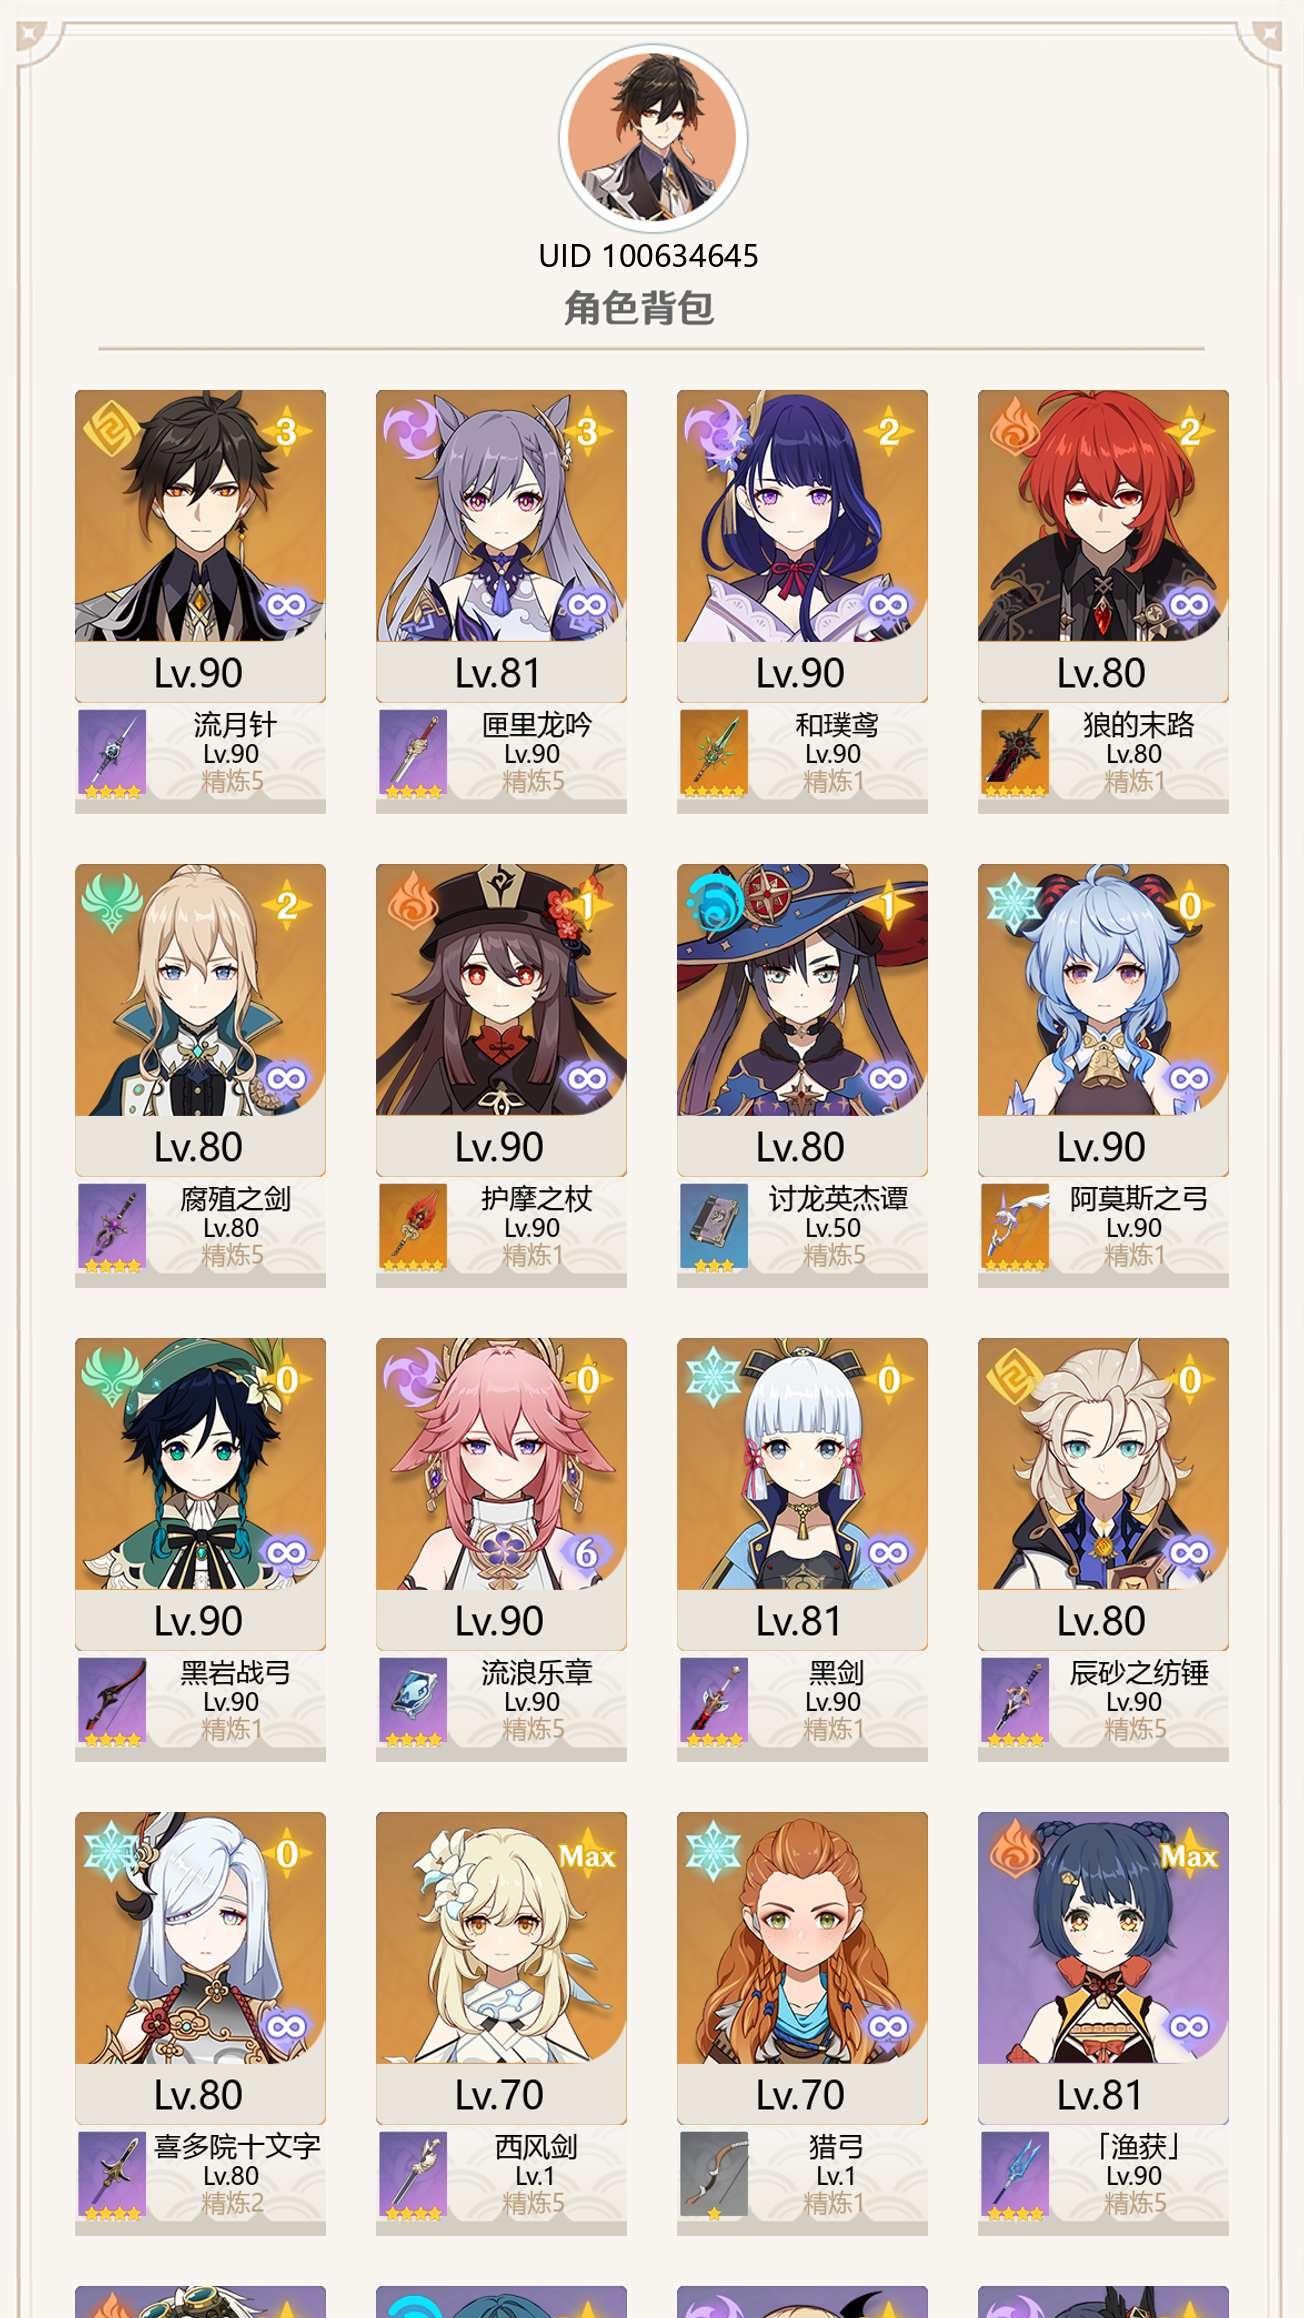 UID 100634645
角色背包
3 3 2 2
Lv.90 Lv.81 Lv.90 Lv.80
流月针 匣里龙吟 和璞鸢 狼的末路
Lv.90 Lv.90 Lv.90 Lv.80
精炼5 精炼5 精炼1 精炼1
2 1 1 0
Lv.80 Lv.90 Lv.80 Lv.90
腐殖之剑 护摩之杖 讨龙英杰谭 阿莫斯之弓
Lv.80 Lv.90 Lv.50 Lv.90
精炼5 精炼1 精炼5 精炼1
0 0 0 0
6
Lv.90 Lv.90 Lv.81 Lv.80
黑岩战弓 流浪乐章 黑剑 辰砂之纺锤
Lv.90 Lv.90 Lv.90 Lv.90
精炼1 精炼5 精炼1 精炼5
0 Max Max
Lv.80 Lv.70 Lv.70 Lv.81
喜多院十文字 西风剑 猎弓 「渔获」
Lv.80 Lv.1 Lv.1 Lv.90
精炼2 精炼5 精炼1 精炼5